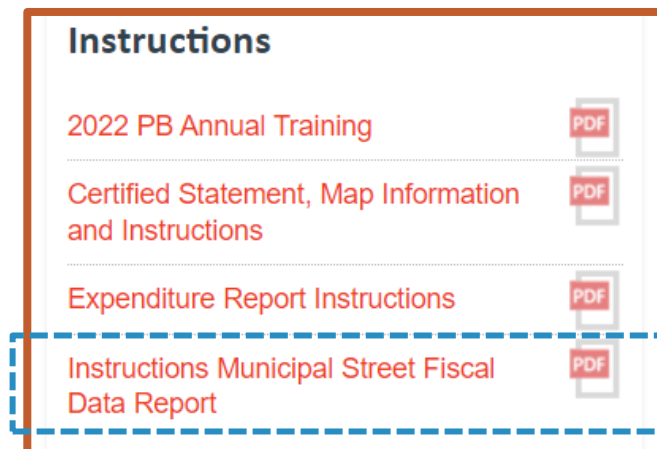 Instructions
2022 PB Annual Training
PDF
Certified Statement, Map Information
and Instructions
PDF
Expenditure Report Instructions
PDF
Instructions Municipal Street Fiscal
Data Report
PDF